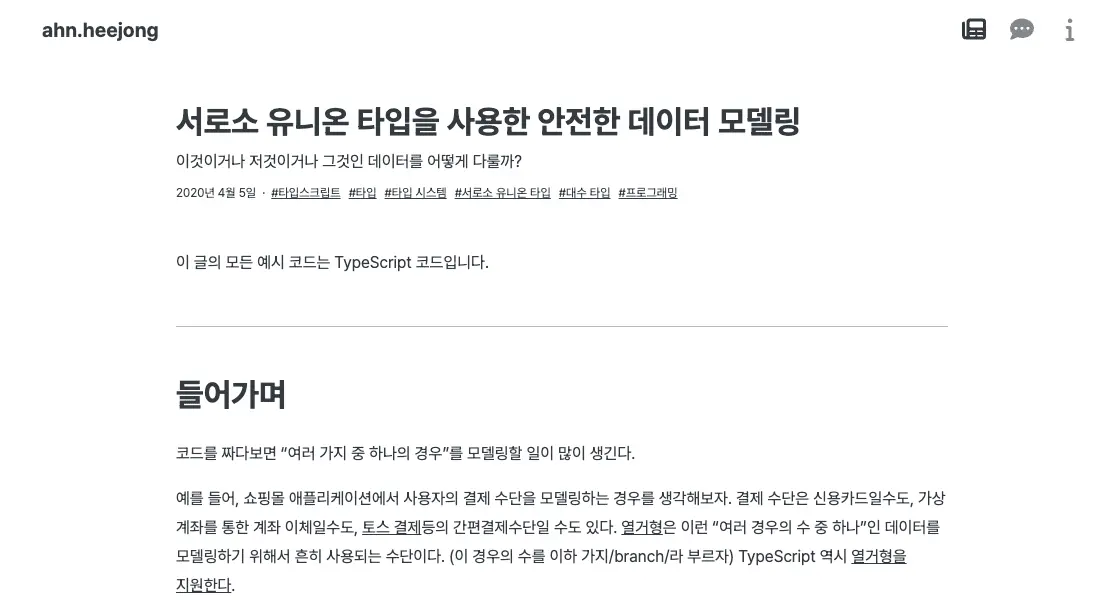 ahn.heejong
서로소 유니온 타입을 사용한 안전한 데이터 모델링
이것이거나 저것이거나 그것인 데이터를 어떻게 다룰까?
2020년 4월 5일 · #타입스크립트 #타입 #타입 시스템 #서로소 유니온 타입 #대수 타입 #프로그래밍
이 글의 모든 예시 코드는 TypeScript 코드입니다.
들어가며
코드를 짜다보면 “여러 가지 중 하나의 경우”를 모델링할 일이 많이 생긴다.
예를 들어, 쇼핑몰 애플리케이션에서 사용자의 결제 수단을 모델링하는 경우를 생각해보자. 결제 수단은 신용카드일수도, 가상
계좌를 통한 계좌 이체일수도, 토스 결제등의 간편결제수단일 수도 있다. 열거형은 이런 “여러 경우의 수 중 하나”인 데이터를
모델링하기 위해서 흔히 사용되는 수단이다. (이 경우의 수를 이하 가지/branch/라 부르자) TypeScript 역시 열거형을
지원한다.